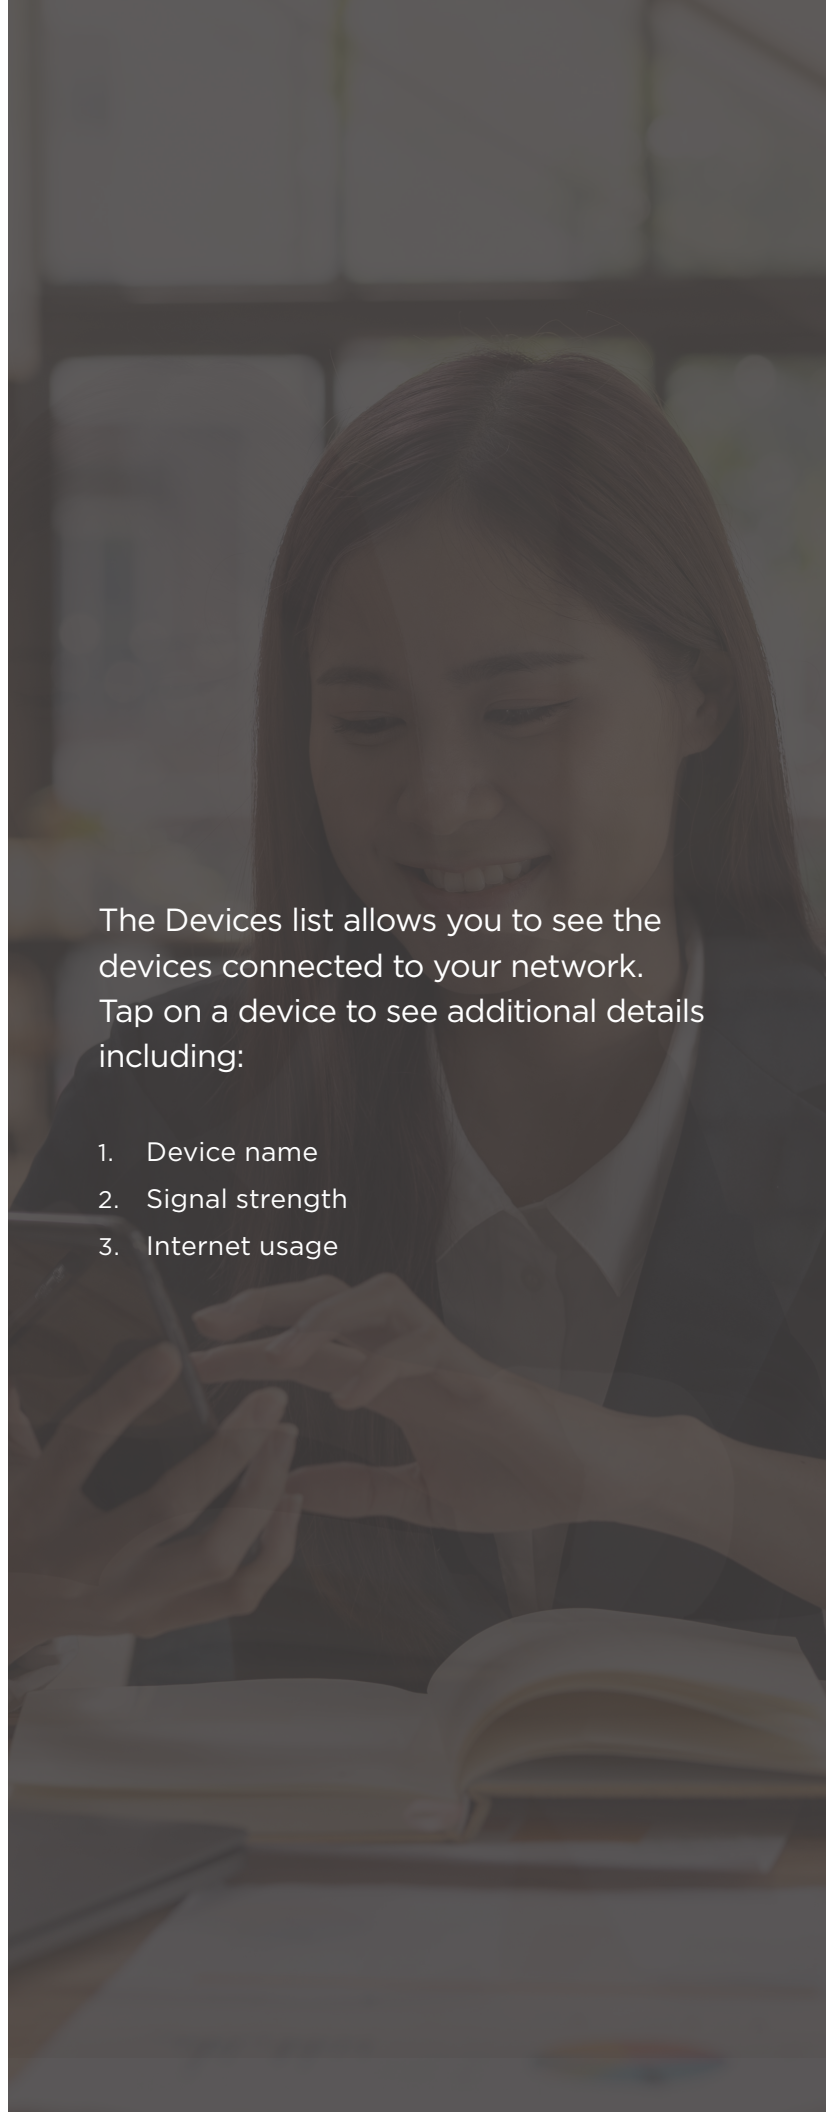 The Devices list allows you to see the
devices connected to your network.
Tap on a device to see additional details
including:
1. Device name
2. Signal strength
3. Internet usage